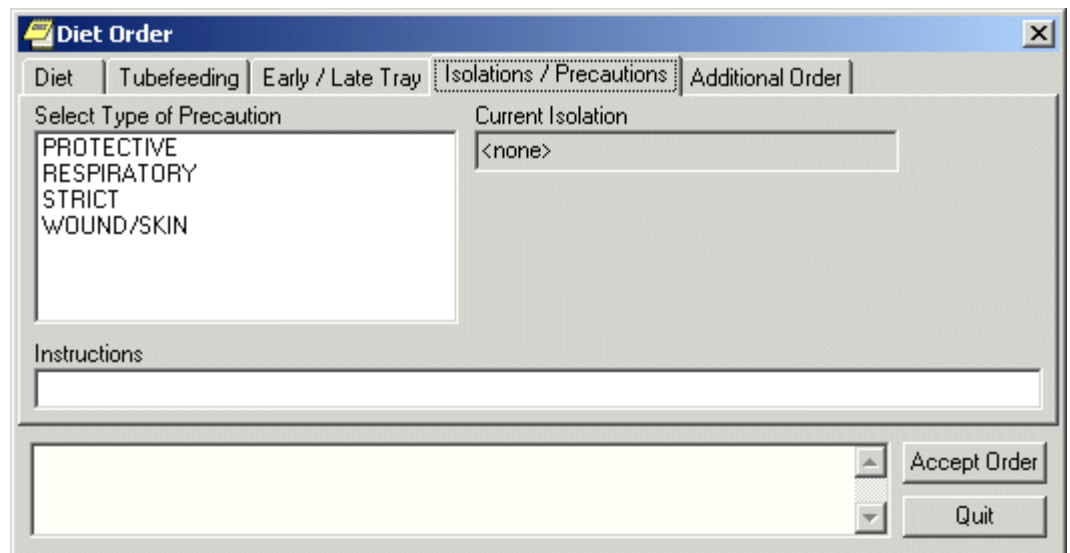 Diet Order
Diet Tubefeeding Early / Late Tray Isolations / Precautions Additional Order
Select Type of Precaution
PROTECTIVE
RESPIRATORY
STRICT
WOUND/SKIN
Current Isolation
<none>
Instructions
Accept Order
Quit